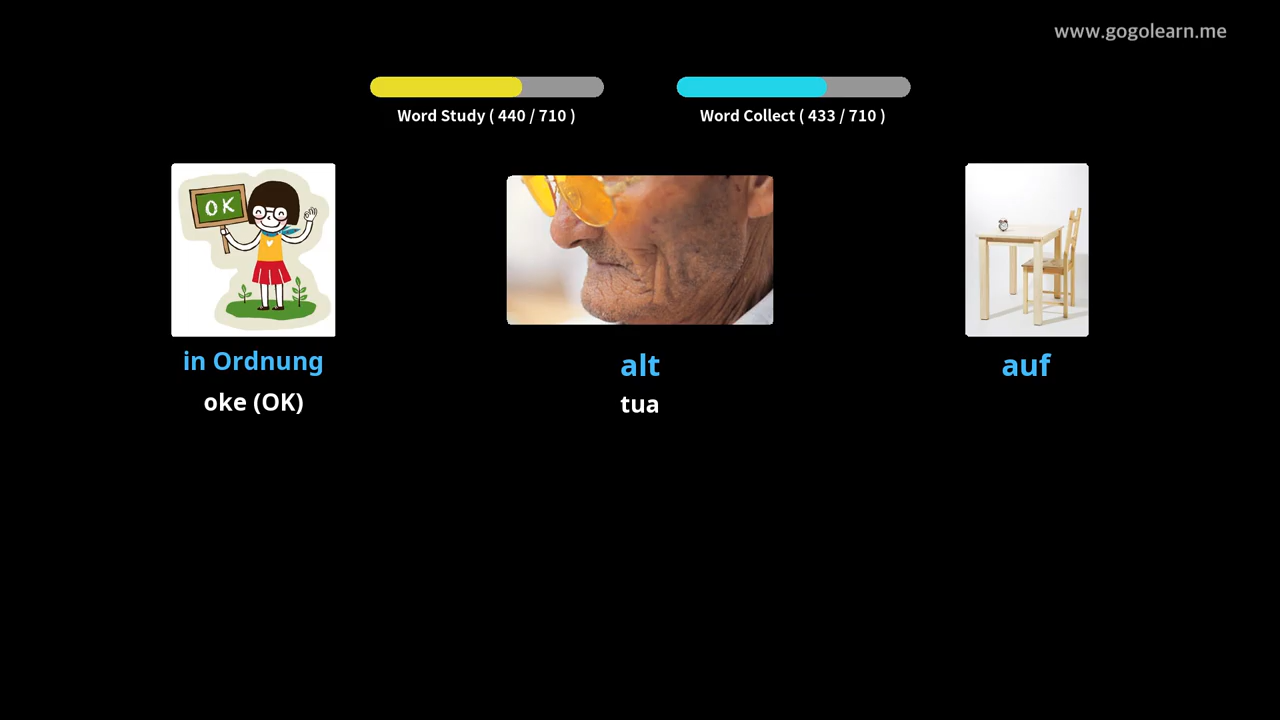 www.gogolearn.me
Word Study ( 440 / 710 )
Word Collect ( 433 / 710 )
OK
in Ordnung
oke (OK)
alt
tua
auf